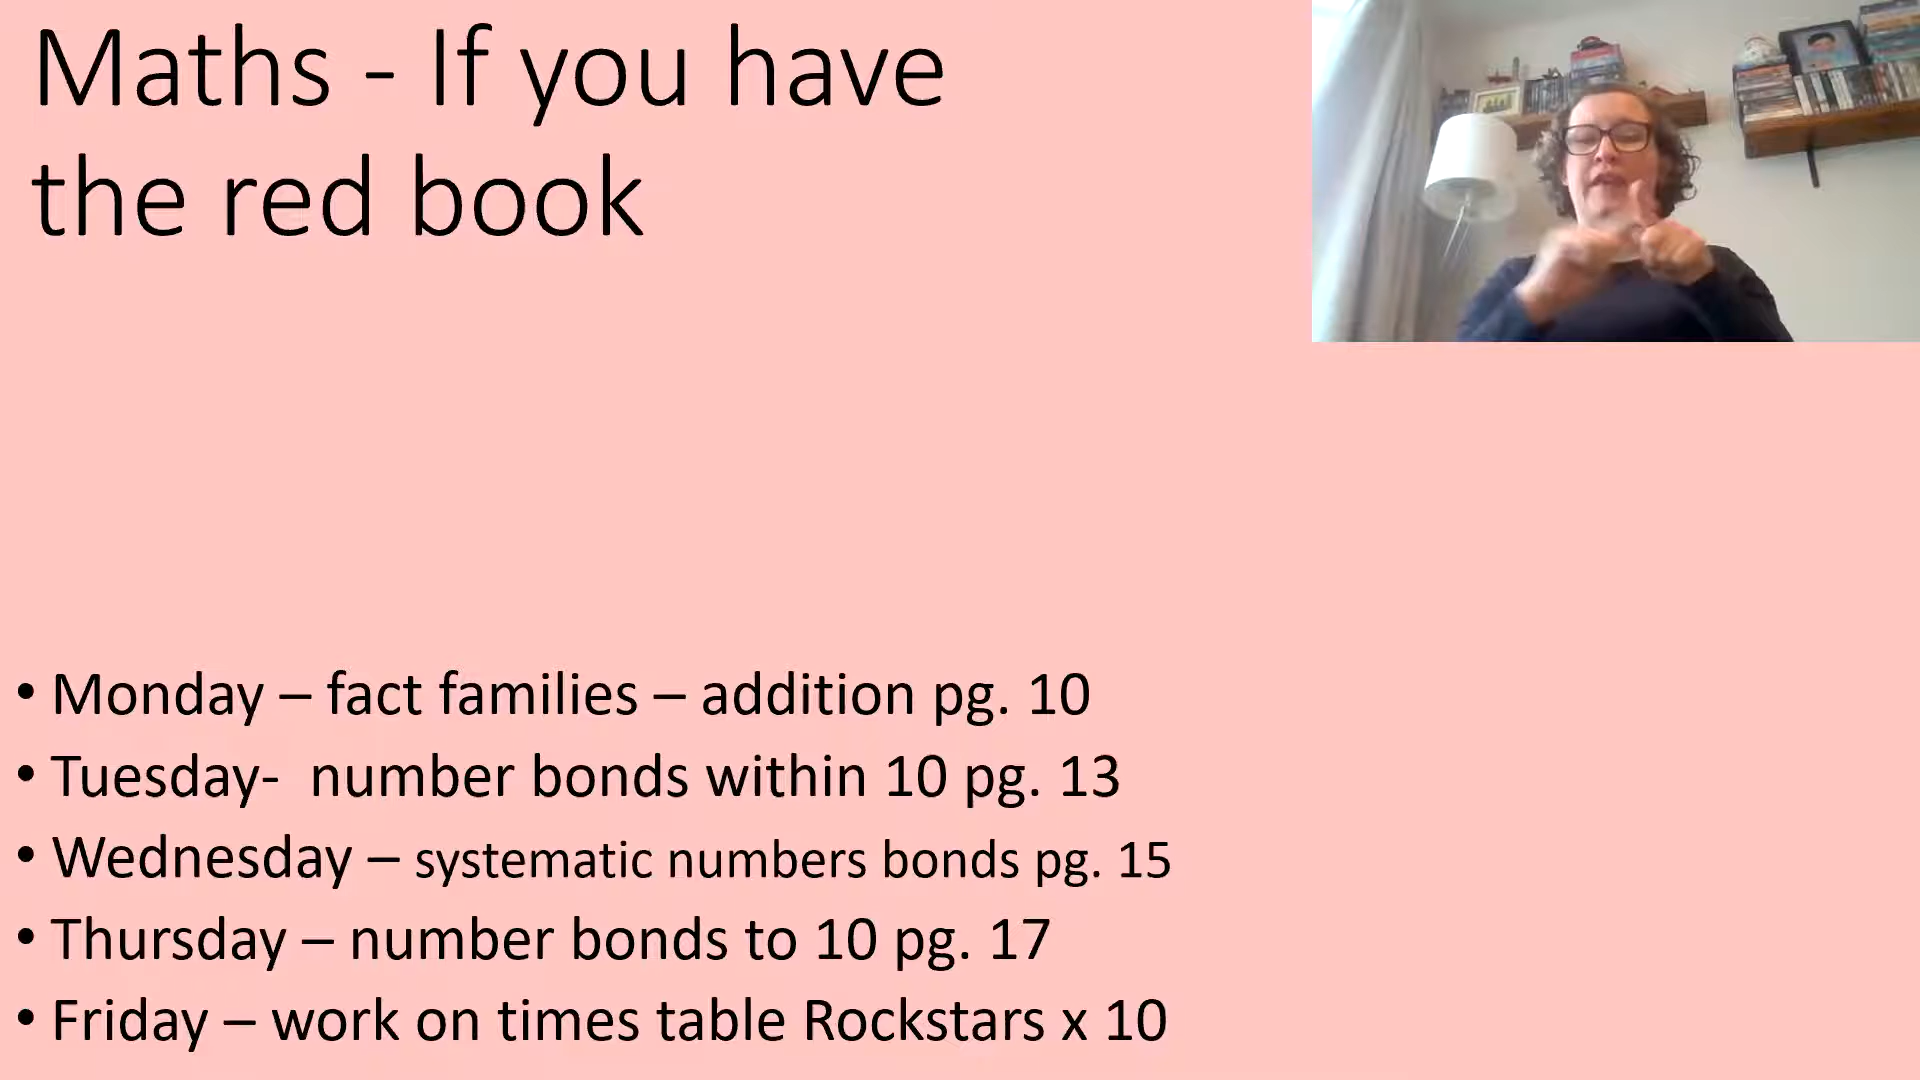 Maths - If you have
the red book
• Monday – fact families – addition pg. 10
• Tuesday-  number bonds within 10 pg. 13
• Wednesday – systematic numbers bonds pg. 15
• Thursday – number bonds to 10 pg. 17
• Friday – work on times table Rockstars x 10